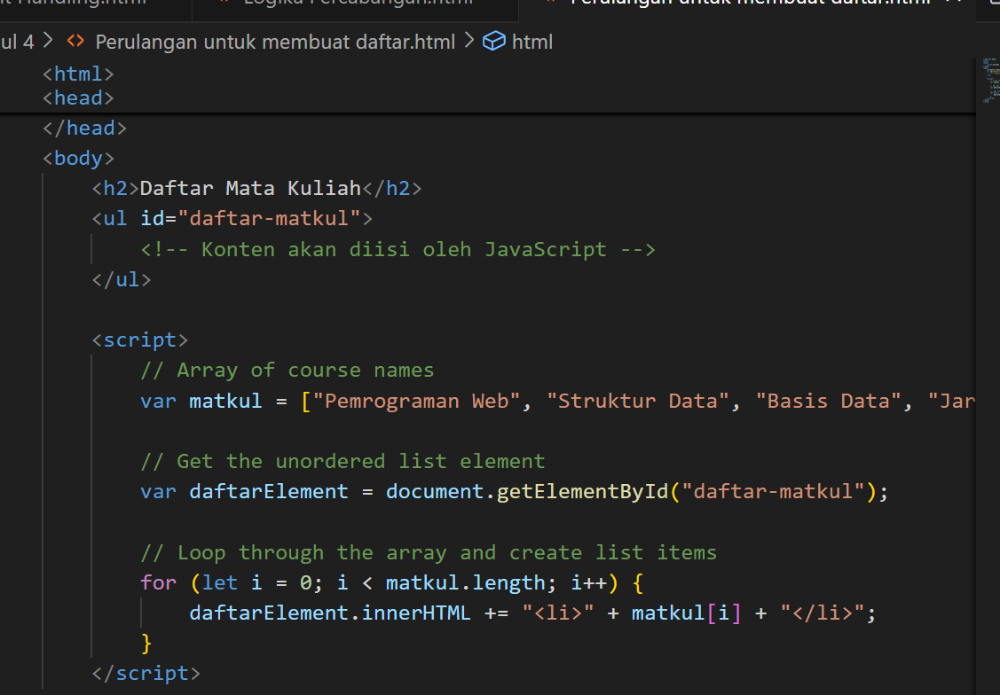 Logika Percabangan.html
Perulangan untuk membuat daftar.html
ul 4 > <> Perulangan untuk membuat daftar.html > html
<html>
<head>
</head>
<body>
<h2>Daftar Mata Kuliah</h2>
<ul id="daftar-matkul">
<!-- Konten akan diisi oleh JavaScript -->
</ul>
<script>
// Array of course names
var matkul = ["Pemrograman Web", "Struktur Data", "Basis Data", "Jar
// Get the unordered list element
var daftarElement = document.getElementById("daftar-matkul");
// Loop through the array and create list items
for (let i = 0; i < matkul.length; i++) {
daftarElement.innerHTML += "<li>" + matkul[i] + "</li>";
}
</script>